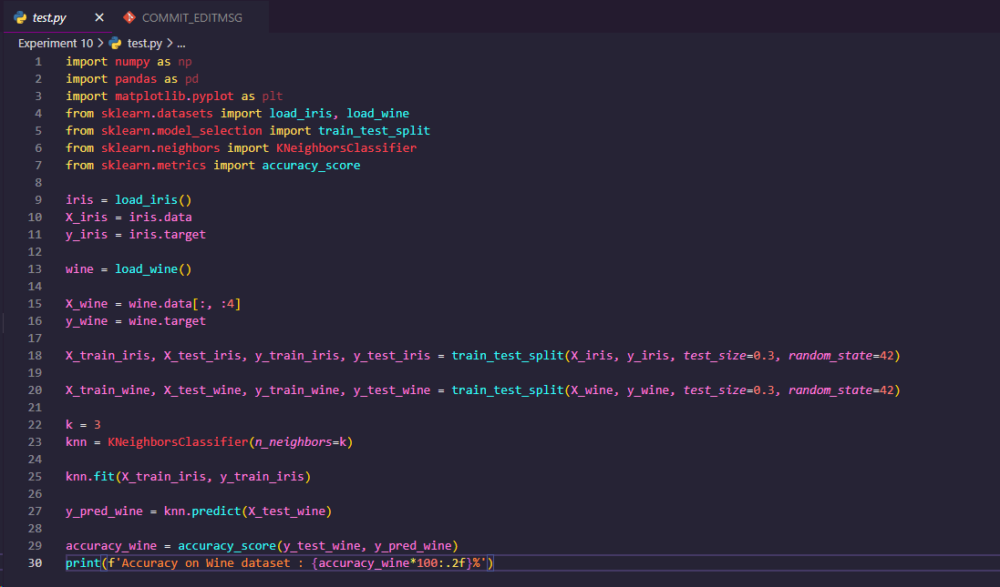 test.py × COMMIT_EDITMSG
Experiment 10 > test.py > ...
1 import numpy as np
2 import pandas as pd
3 import matplotlib.pyplot as plt
4 from sklearn.datasets import load_iris, load_wine
5 from sklearn.model_selection import train_test_split
6 from sklearn.neighbors import KNeighborsClassifier
7 from sklearn.metrics import accuracy_score
8
9 iris = load_iris()
10 X_iris = iris.data
11 y_iris = iris.target
12
13 wine = load_wine()
14
15 X_wine = wine.data[:, :4]
16 y_wine = wine.target
17
18 X_train_iris, X_test_iris, y_train_iris, y_test_iris = train_test_split(X_iris, y_iris, test_size=0.3, random_state=42)
19
20 X_train_wine, X_test_wine, y_train_wine, y_test_wine = train_test_split(X_wine, y_wine, test_size=0.3, random_state=42)
21
22 k = 3
23 knn = KNeighborsClassifier(n_neighbors=k)
24
25 knn.fit(X_train_iris, y_train_iris)
26
27 y_pred_wine = knn.predict(X_test_wine)
28
29 accuracy_wine = accuracy_score(y_test_wine, y_pred_wine)
30 print(f'Accuracy on Wine dataset : {accuracy_wine*100:.2f}%')